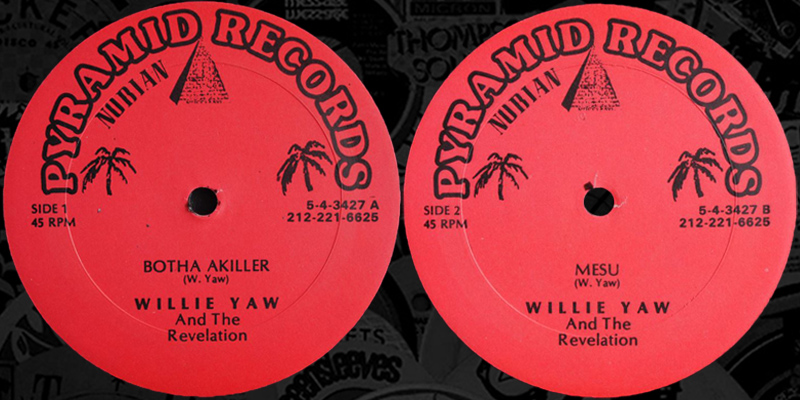 PYRAMID RECORDS
NUBIAN
SIDE 1
45 RPM
5-4-3427 A
212-221-6625
BOTHA AKILLER
(W. Yaw)
WILLIE YAW
And The
Revelation
PYRAMID RECORDS
NUBIAN
SIDE 2
45 RPM
5-4-3427 B
212-221-6625
MESU
(W. Yaw)
WILLIE YAW
And The
Revelation
THOMPS